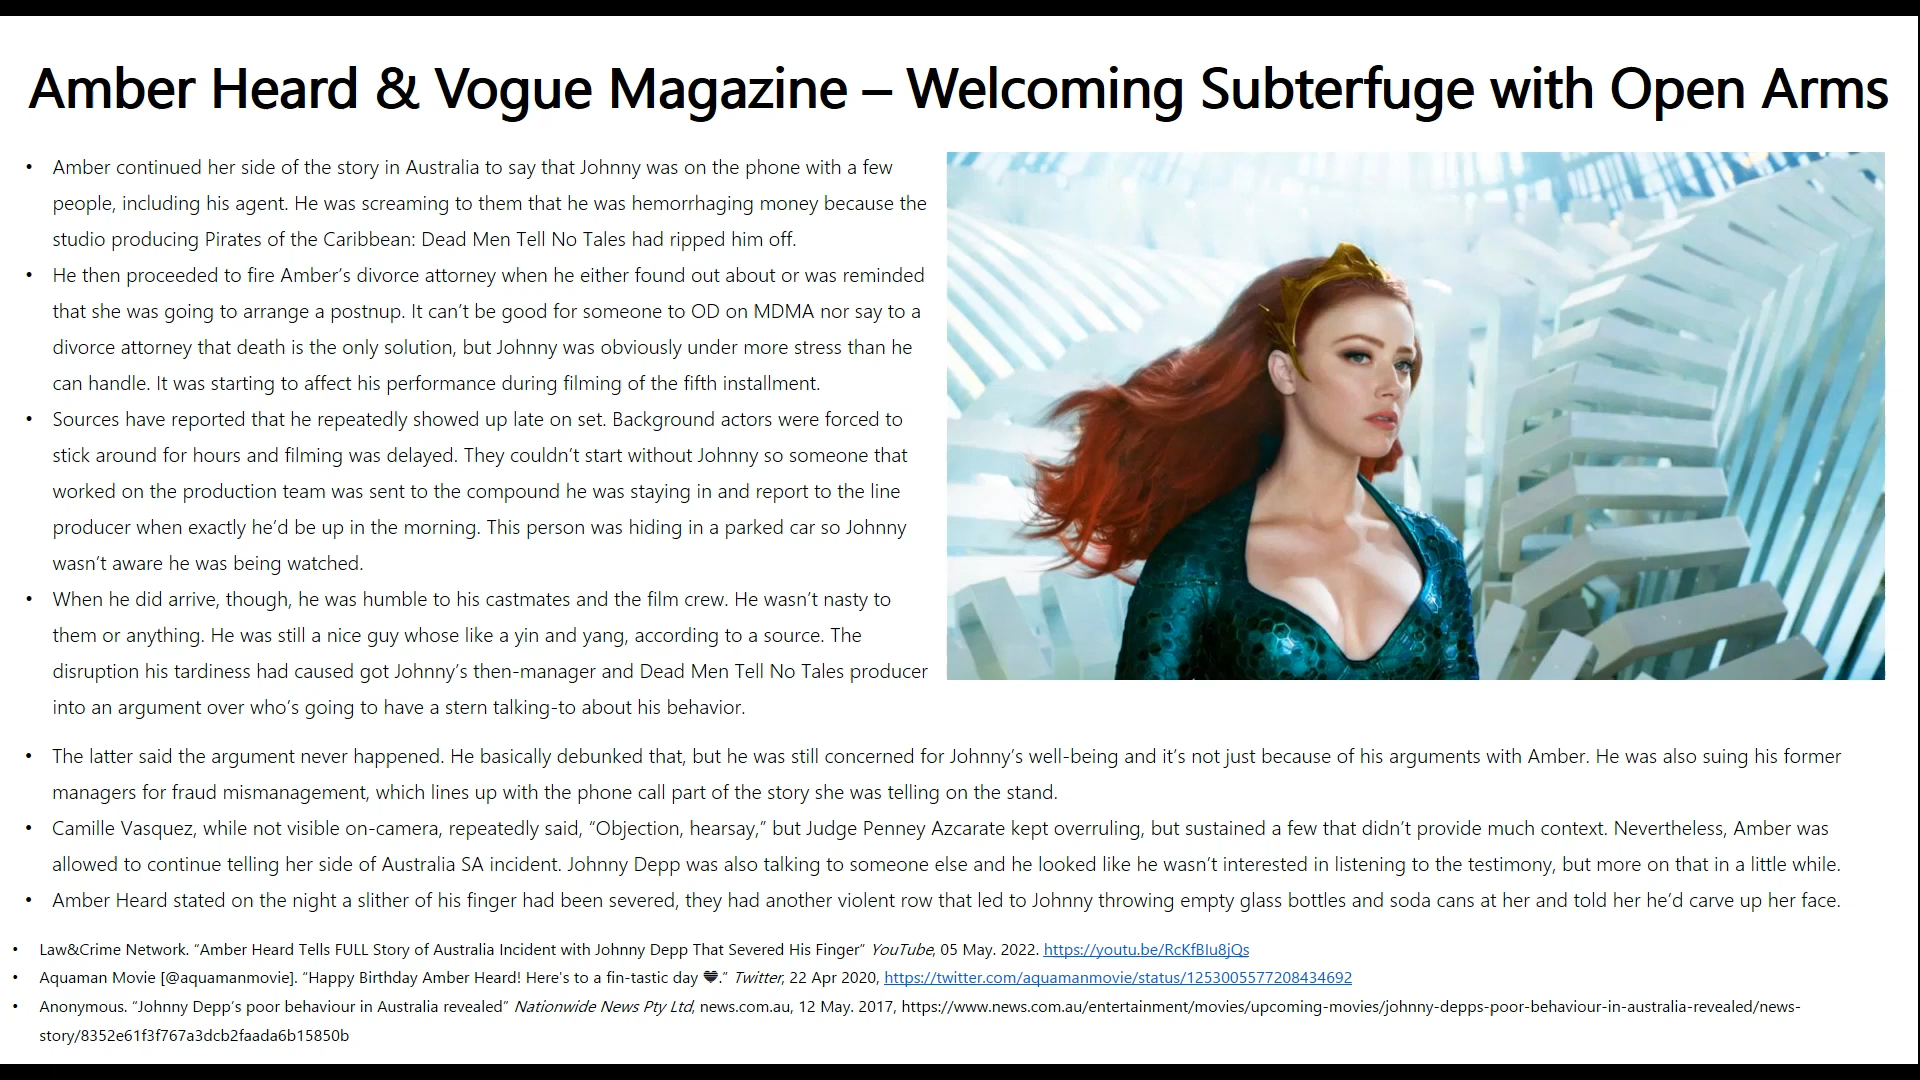 Amber Heard & Vogue Magazine – Welcoming Subterfuge with Open Arms
• Amber continued her side of the story in Australia to say that Johnny was on the phone with a few
people, including his agent. He was screaming to them that he was hemorrhaging money because the
studio producing Pirates of the Caribbean: Dead Men Tell No Tales had ripped him off.
• He then proceeded to fire Amber’s divorce attorney when he either found out about or was reminded
that she was going to arrange a postnup. It can’t be good for someone to OD on MDMA nor say to a
divorce attorney that death is the only solution, but Johnny was obviously under more stress than he
can handle. It was starting to affect his performance during filming of the fifth installment.
• Sources have reported that he repeatedly showed up late on set. Background actors were forced to
stick around for hours and filming was delayed. They couldn’t start without Johnny so someone that
worked on the production team was sent to the compound he was staying in and report to the line
producer when exactly he’d be up in the morning. This person was hiding in a parked car so Johnny
wasn’t aware he was being watched.
• When he did arrive, though, he was humble to his castmates and the film crew. He wasn’t nasty to
them or anything. He was still a nice guy whose like a yin and yang, according to a source. The
disruption his tardiness had caused got Johnny’s then-manager and Dead Men Tell No Tales producer
into an argument over who’s going to have a stern talking-to about his behavior.
• The latter said the argument never happened. He basically debunked that, but he was still concerned for Johnny’s well-being and it’s not just because of his arguments with Amber. He was also suing his former
managers for fraud mismanagement, which lines up with the phone call part of the story she was telling on the stand.
• Camille Vasquez, while not visible on-camera, repeatedly said, “Objection, hearsay,” but Judge Penney Azcarate kept overruling, but sustained a few that didn’t provide much context. Nevertheless, Amber was
allowed to continue telling her side of Australia SA incident. Johnny Depp was also talking to someone else and he looked like he wasn’t interested in listening to the testimony, but more on that in a little while.
• Amber Heard stated on the night a slither of his finger had been severed, they had another violent row that led to Johnny throwing empty glass bottles and soda cans at her and told her he’d carve up her face.
• Law&Crime Network. “Amber Heard Tells FULL Story of Australia Incident with Johnny Depp That Severed His Finger” YouTube, 05 May. 2022. https://youtu.be/RcKfBIu8jQs
• Aquaman Movie [@aquamanmovie]. “Happy Birthday Amber Heard! Here's to a fin-tastic day 🖤.” Twitter, 22 Apr 2020, https://twitter.com/aquamanmovie/status/1253005577208434692
• Anonymous. “Johnny Depp’s poor behaviour in Australia revealed” Nationwide News Pty Ltd, news.com.au, 12 May. 2017, https://www.news.com.au/entertainment/movies/upcoming-movies/johnny-depps-poor-behaviour-in-australia-revealed/news-
story/8352e61f3f767a3dcb2faada6b15850b